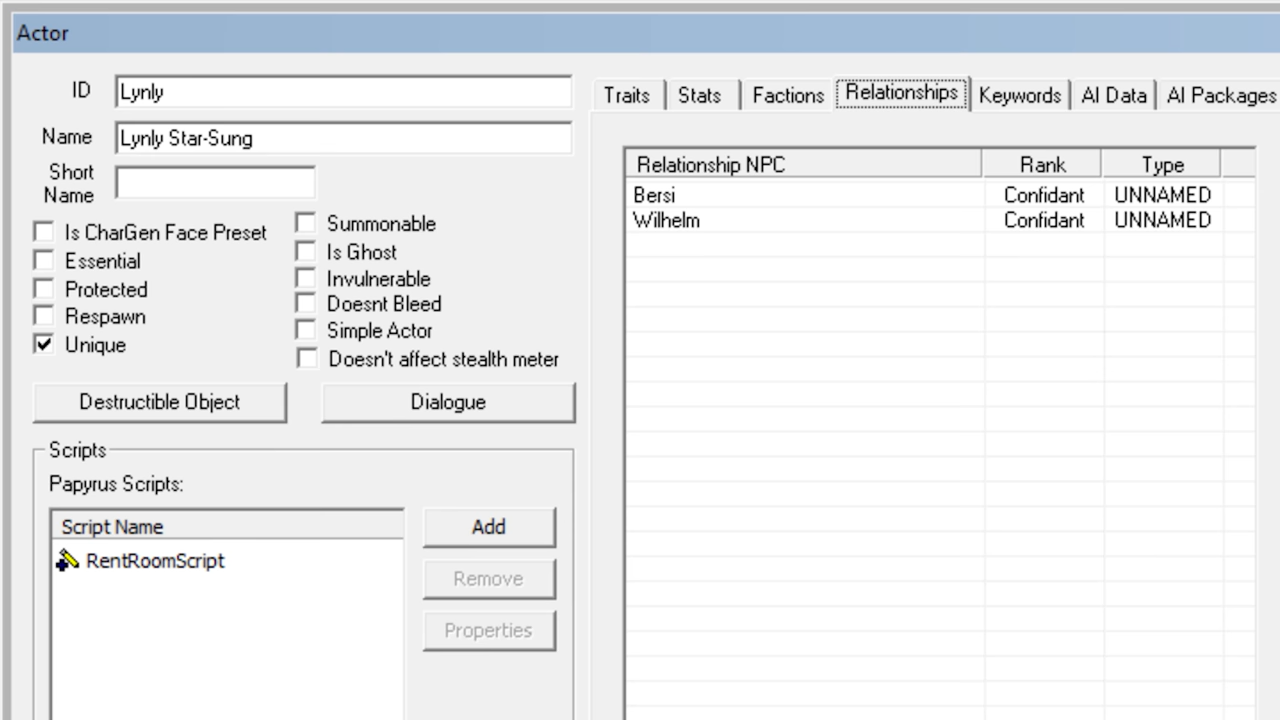 Actor
ID Lynly
Name Lynly Star-Sung
Short Name
Is CharGen Face Preset
Essential
Protected
Respawn
Unique
Summonable
Is Ghost
Invulnerable
Doesnt Bleed
Simple Actor
Doesn't affect stealth meter
Destructible Object
Dialogue
Scripts
Papyrus Scripts:
Script Name
RentRoomScript
Add
Remove
Properties
Traits Stats Factions Relationships Keywords AI Data AI Packages
Relationship NPC Rank Type
Bersi Confidant UNNAMED
Wilhelm Confidant UNNAMED